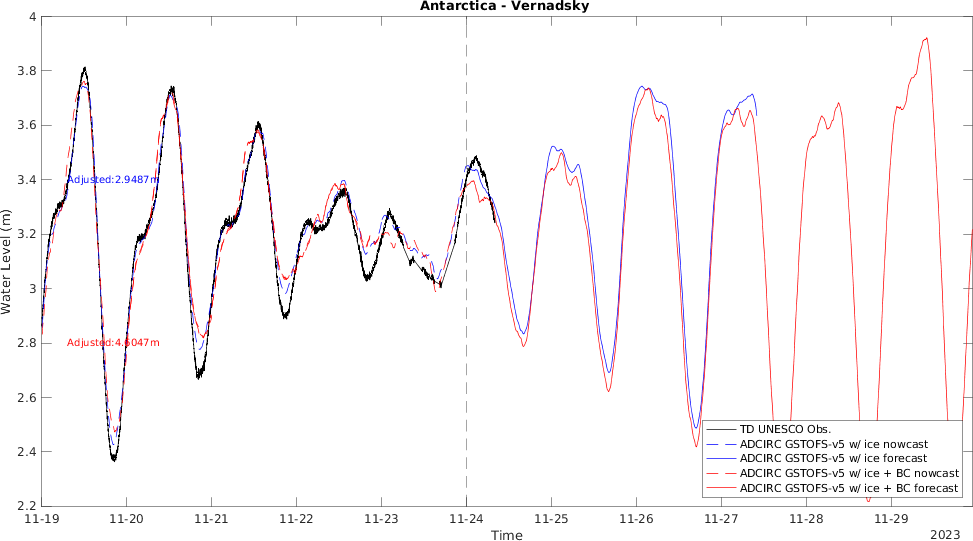 Antarctica - Vernadsky
4
3.8
3.6
3.4
3.2
3
2.8
2.6
2.4
2.2
Water Level (m)
Adjusted:2.9487m
Adjusted:4.6047m
TD UNESCO Obs.
ADCIRC GSTOFS-v5 w/ ice nowcast
ADCIRC GSTOFS-v5 w/ ice forecast
ADCIRC GSTOFS-v5 w/ ice + BC nowcast
ADCIRC GSTOFS-v5 w/ ice + BC forecast
11-19 11-20 11-21 11-22 11-23 11-24 11-25 11-26 11-27 11-28 11-29
Time
2023